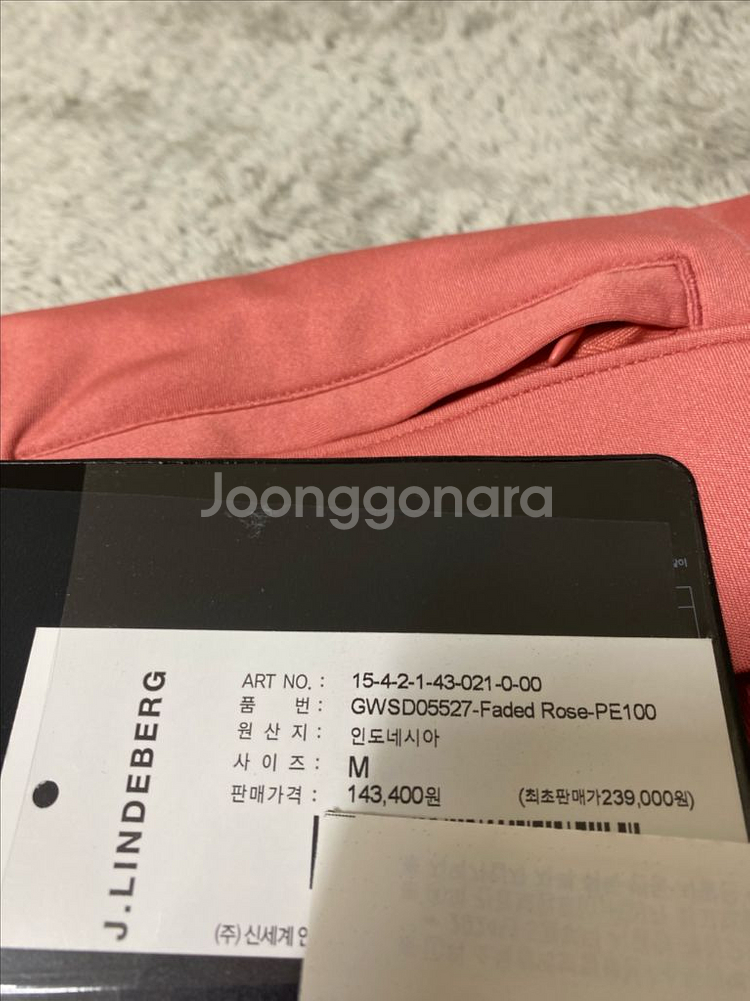 Joonggonara
J.LINDEBERG
ART NO. : 15-4-2-1-43-021-0-00
품 번 : GWSD05527-Faded Rose-PE100
원 산 지 : 인도네시아
사 이 즈 : M
판매가격 : 143,400원 (최초판매가239,000원)
(주) 신세계 인